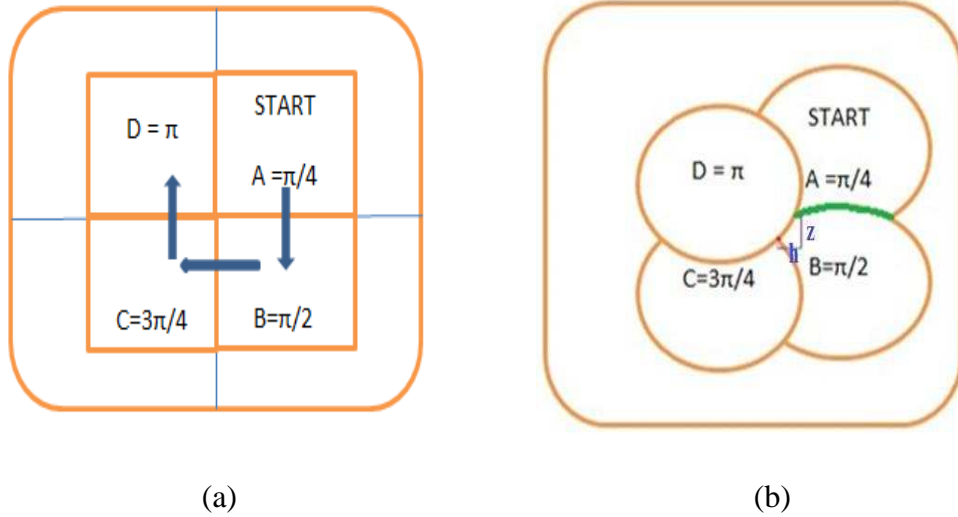 D = π
START
A =π/4
C=3π/4
B=π/2
(a)
START
D = π
A =π/4
z
h
B=π/2
C=3π/4
(b)